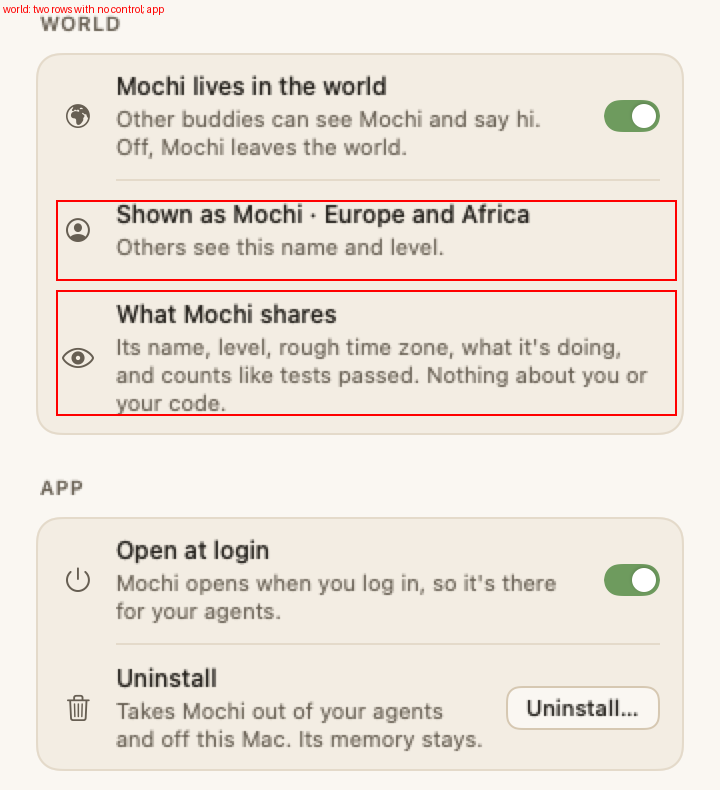 world: two rows with no control; app
WORLD
Mochi lives in the world
Other buddies can see Mochi and say hi.
Off, Mochi leaves the world.
Shown as Mochi · Europe and Africa
Others see this name and level.
What Mochi shares
Its name, level, rough time zone, what it's doing,
and counts like tests passed. Nothing about you or
your code.
APP
Open at login
Mochi opens when you log in, so it's there
for your agents.
Uninstall
Takes Mochi out of your agents
and off this Mac. Its memory stays.
Uninstall...